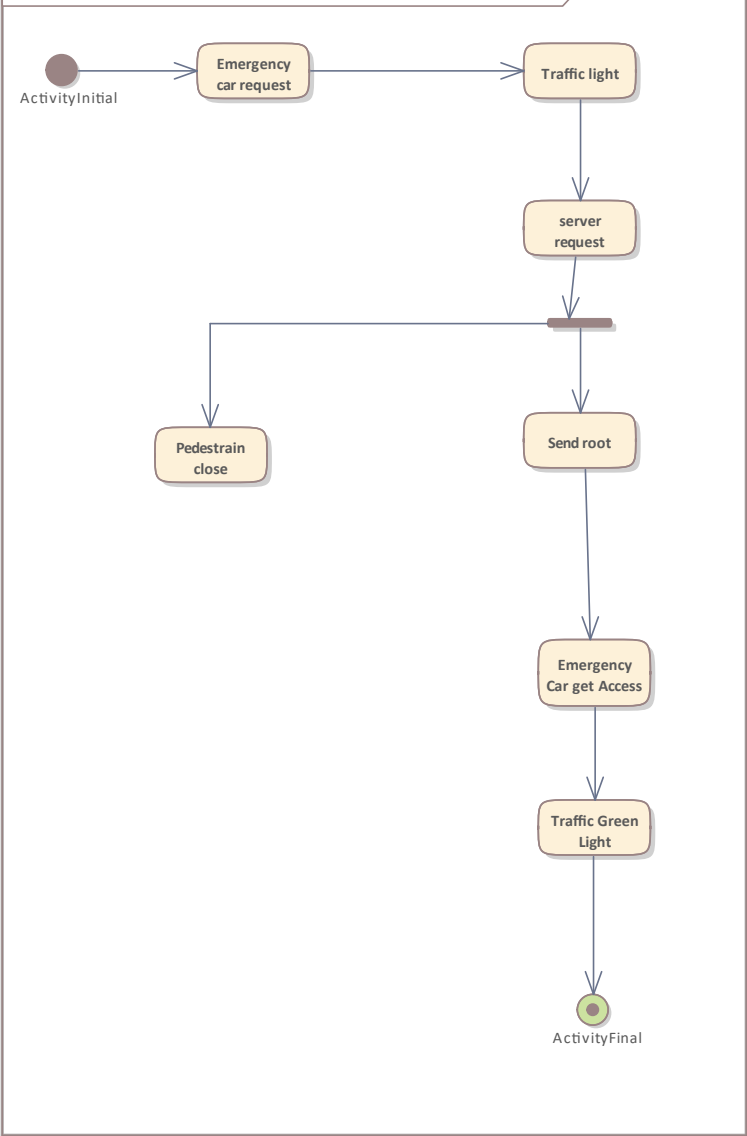 Emergency
car request
Traffic light
ActivityInitial
server
request
Pedestrain
close
Send root
Emergency
Car get Access
Traffic Green
Light
ActivityFinal